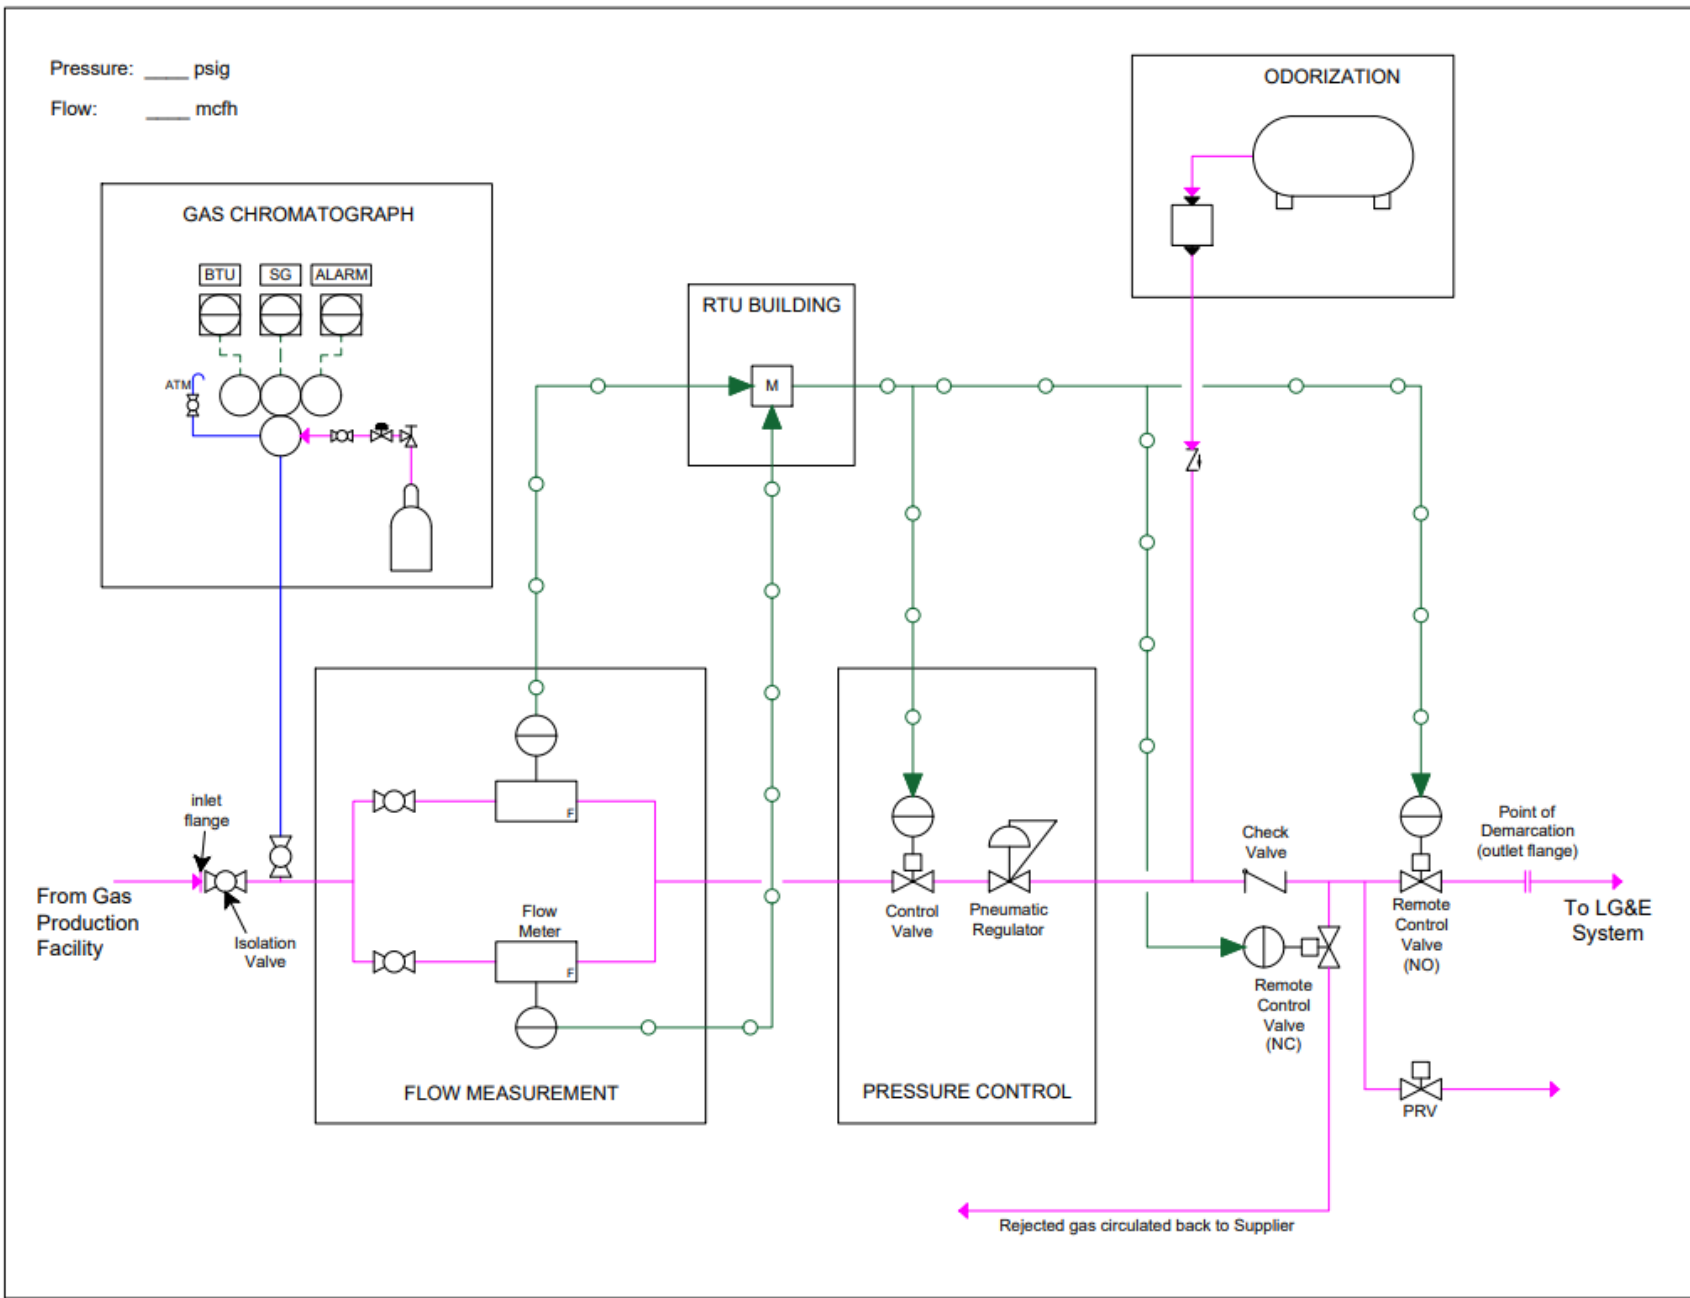 Pressure: ____ psig
Flow: ____ mcfh
ODORIZATION
GAS CHROMATOGRAPH
BTU
SG
ALARM
ATM
RTU BUILDING
M
inlet
flange
From Gas
Production
Facility
Isolation
Valve
F
Flow
Meter
F
FLOW MEASUREMENT
Control
Valve
Pneumatic
Regulator
PRESSURE CONTROL
Check
Valve
Remote
Control
Valve
(NC)
Remote
Control
Valve
(NO)
Point of
Demarcation
(outlet flange)
To LG&E
System
PRV
Rejected gas circulated back to Supplier